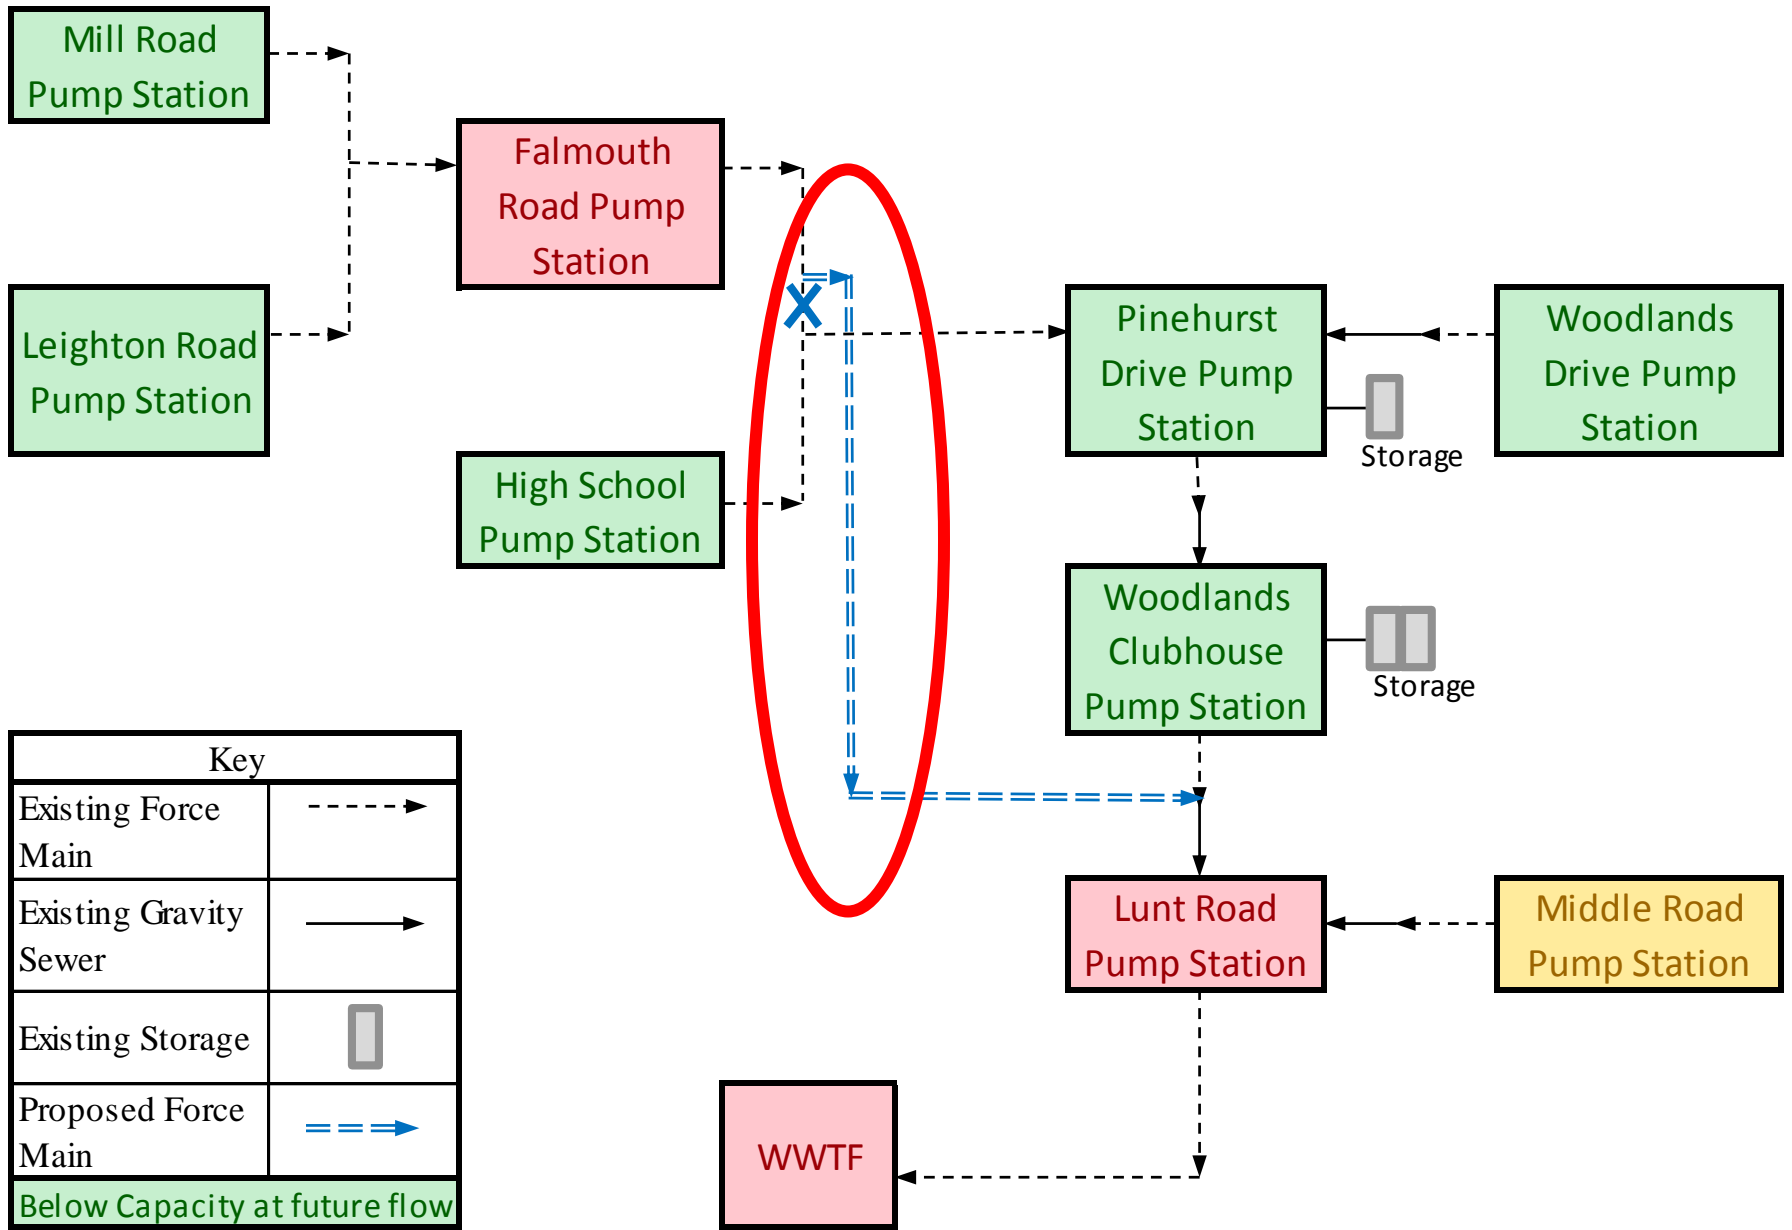 Mill Road
Pump Station
Falmouth
Road Pump
Station
Leighton Road
Pump Station
High School
Pump Station
Pinehurst
Drive Pump
Station
Storage
Woodlands
Drive Pump
Station
Woodlands
Clubhouse
Pump Station
Storage
Lunt Road
Pump Station
Middle Road
Pump Station
WWTF
Key
Existing Force
Main
Existing Gravity
Sewer
Existing Storage
Proposed Force
Main
Below Capacity at future flow